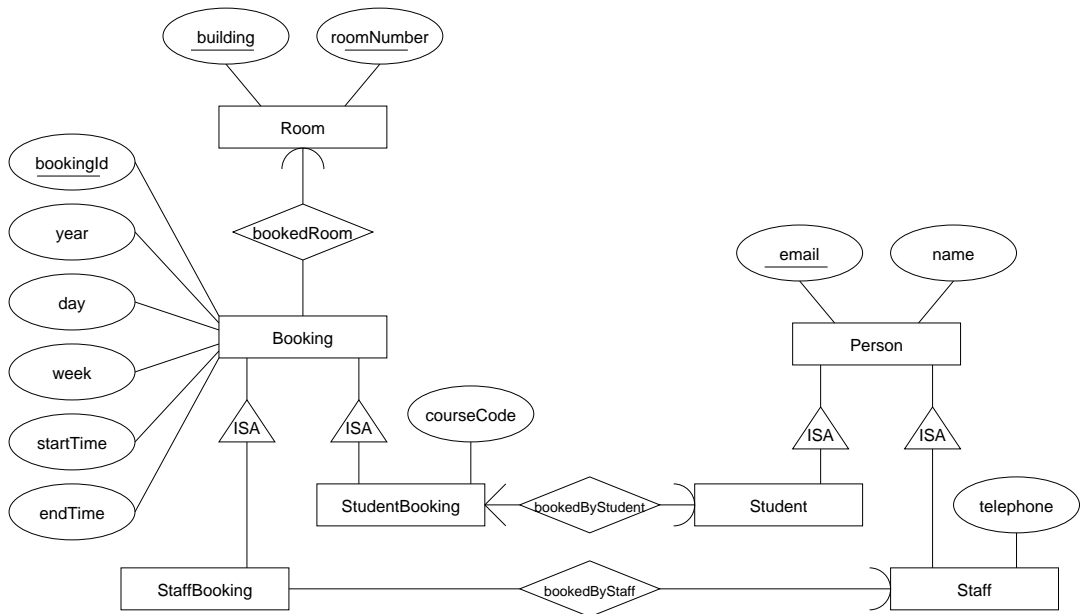 building
roomNumber
Room
bookingId
year
bookedRoom
email
name
day
Booking
Person
week
courseCode
ISA
ISA
ISA
ISA
startTime
StudentBooking
bookedByStudent
Student
endTime
telephone
StaffBooking
bookedByStaff
Staff